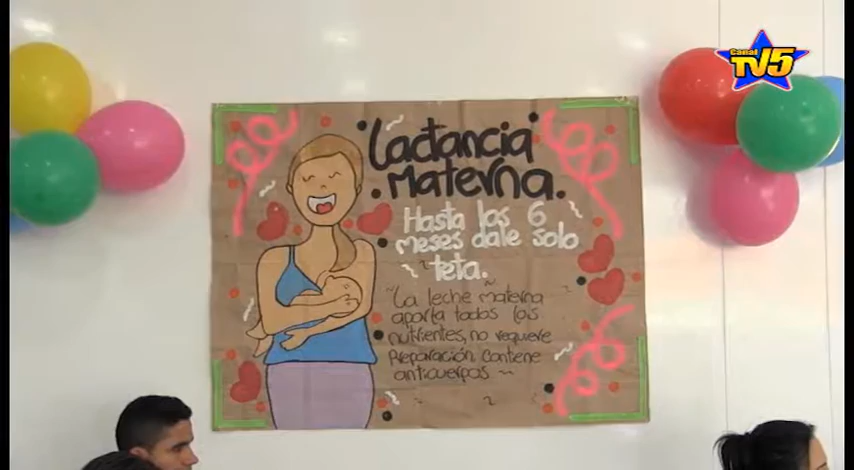 Canal
TV5
Lactancia
Materna.
Hasta los 6
meses dale solo
teta.
~La leche materna
aporta todos los
nutrientes, no requiere
Preparación contiene
anticuerpos ~